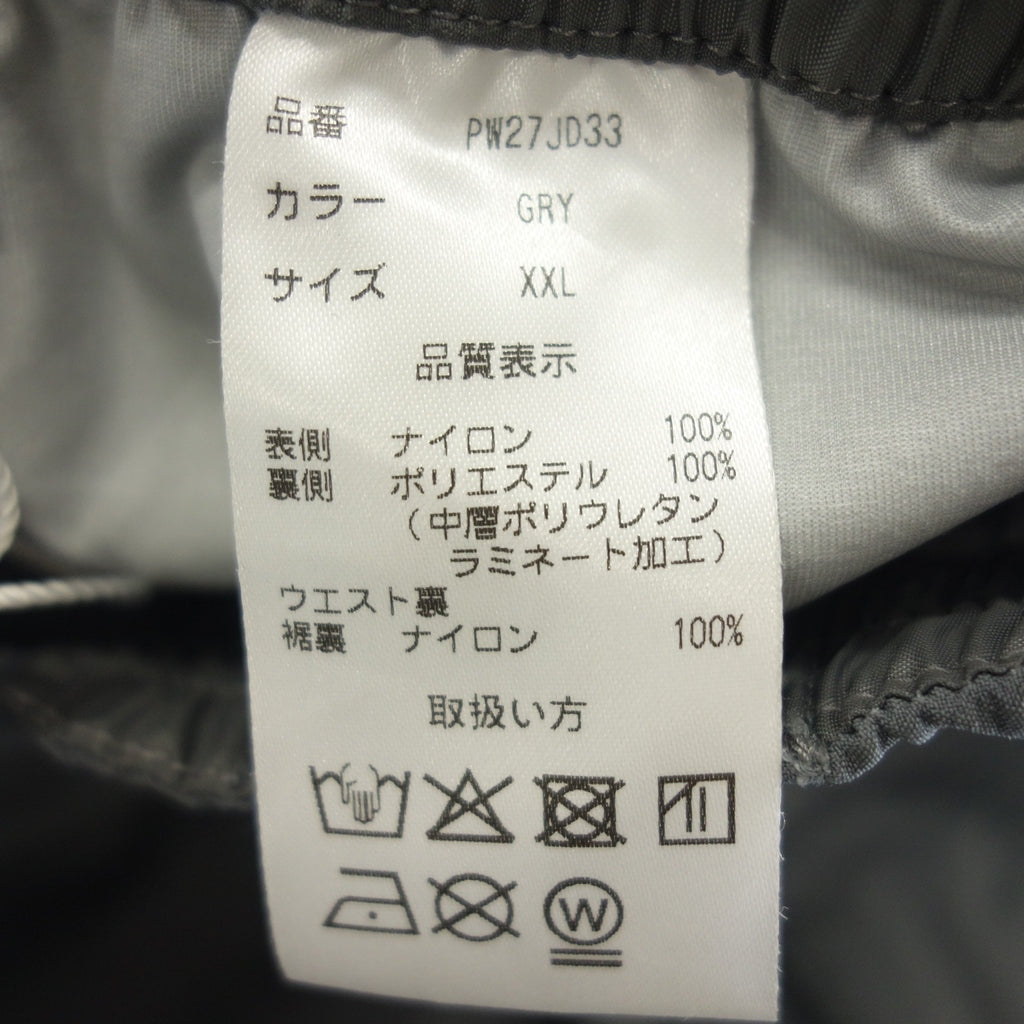 品番 PW27JD33
カラー GRY
サイズ XXL
品質表示
表側 ナイロン 100%
裏側 ポリエステル 100%
(中層ポリウレタン
ラミネート加工)
ウエスト裏
裾裏 ナイロン 100%
取扱い方
W